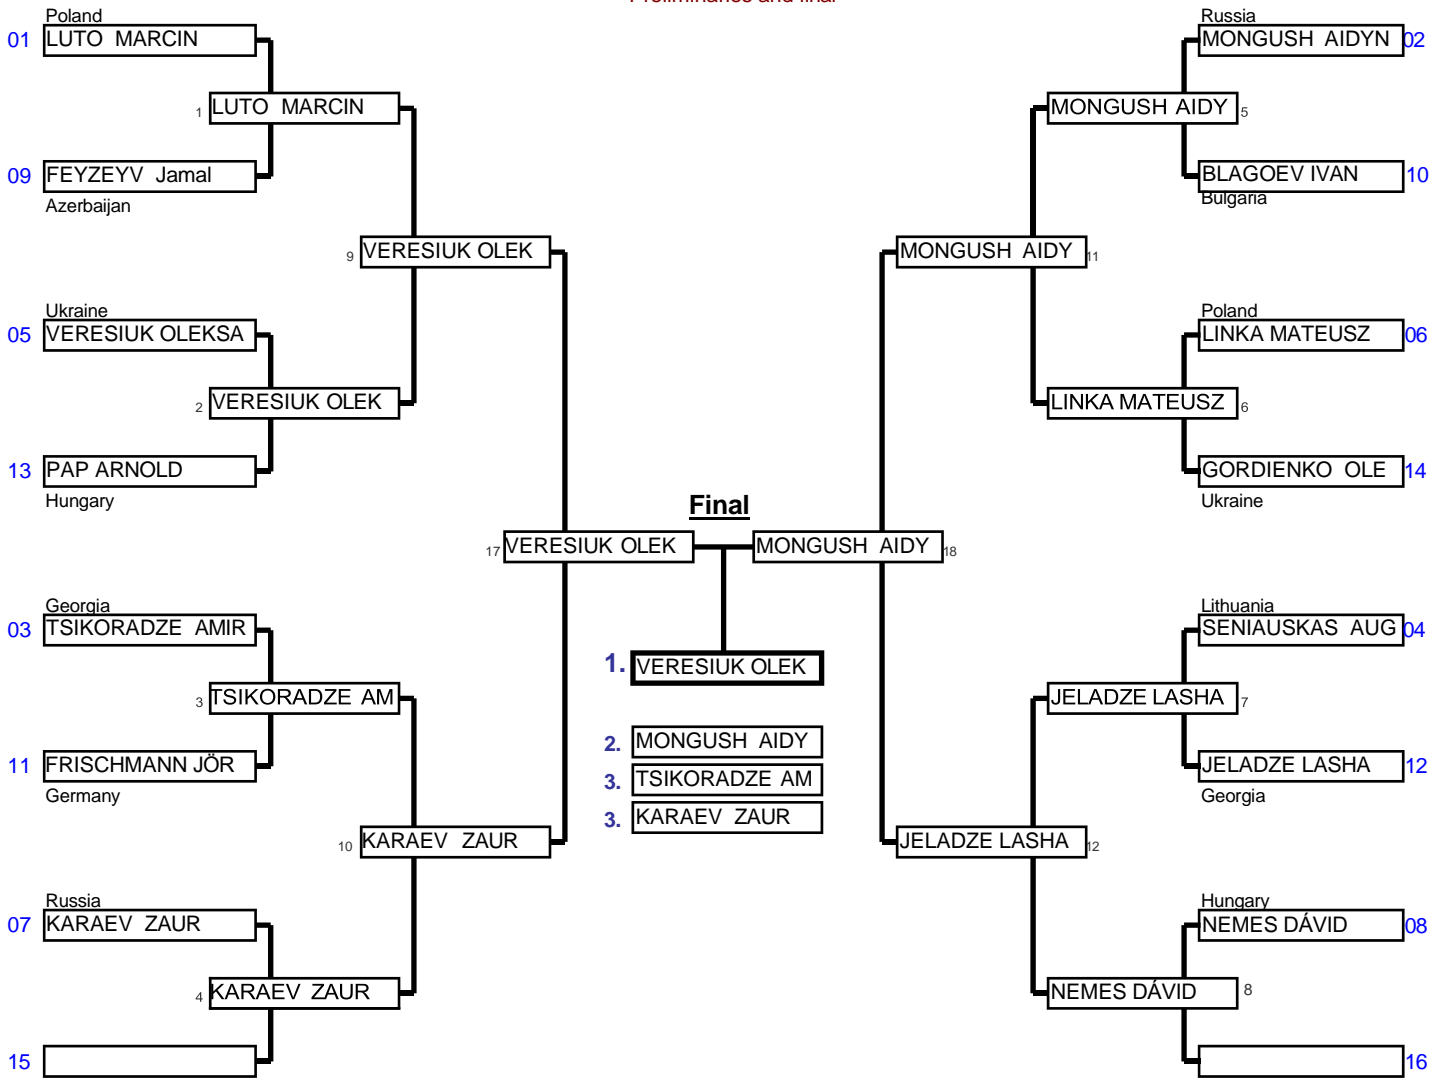 Preliminaries and final
Poland
01 LUTO MARCIN
1 LUTO MARCIN
09 FEYZEYV Jamal
Azerbaijan
9 VERESIUK OLEK
Ukraine
05 VERESIUK OLEKSA
2 VERESIUK OLEK
13 PAP ARNOLD
Hungary
17 VERESIUK OLEK
Georgia
03 TSIKORADZE AMIR
3 TSIKORADZE AM
11 FRISCHMANN JÖR
Germany
10 KARAEV ZAUR
Russia
07 KARAEV ZAUR
4 KARAEV ZAUR
15
Final
1. VERESIUK OLEK
2. MONGUSH AIDY
3. TSIKORADZE AM
3. KARAEV ZAUR
Russia
MONGUSH AIDYN 02
MONGUSH AIDY 5
BLAGOEV IVAN 10
Bulgaria
MONGUSH AIDY 11
Poland
LINKA MATEUSZ 06
LINKA MATEUSZ 6
GORDIENKO OLE 14
Ukraine
MONGUSH AIDY 18
Lithuania
SENIAUSKAS AUG 04
JELADZE LASHA 7
JELADZE LASHA 12
Georgia
JELADZE LASHA 12
Hungary
NEMES DÁVID 08
NEMES DÁVID 8
16